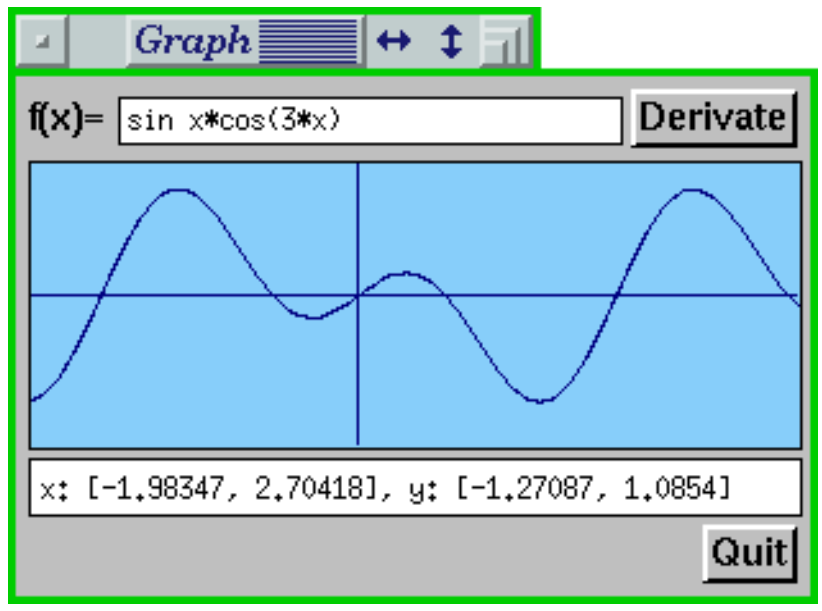 Graph
f(x)= sin x*cos(3*x) Derivate
x: [-1.98347, 2.70418], y: [-1.27087, 1.0854]
Quit